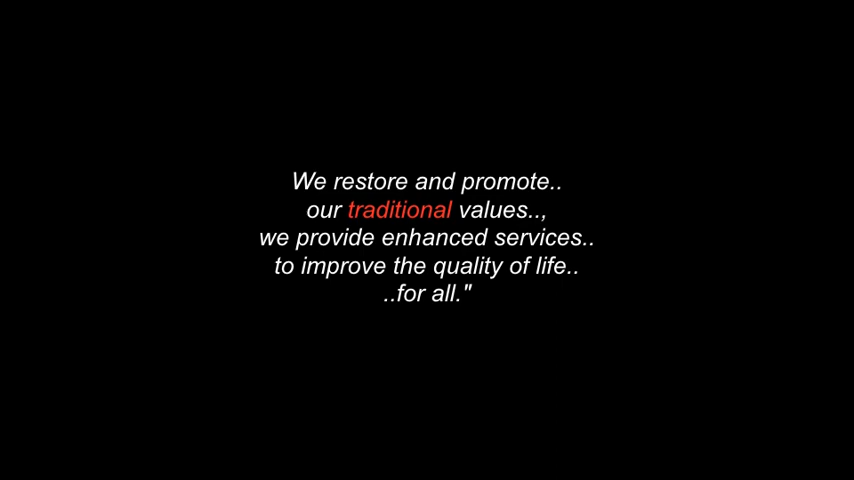 We restore and promote..
our traditional values..,
we provide enhanced services..
to improve the quality of life..
..for all."